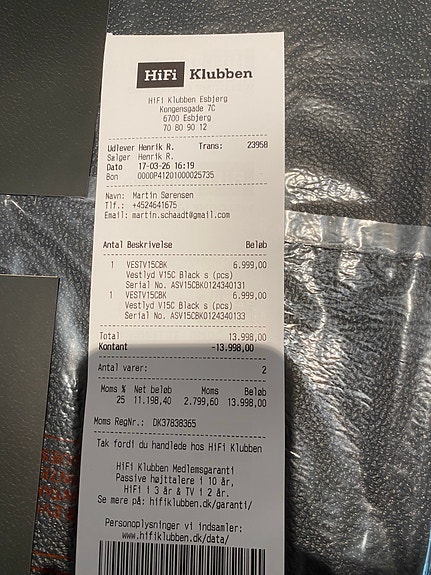 HiFi Klubben
HiFi Klubben Esbjerg
Kongensgade 7C
6700 Esbjerg
70 80 90 12
Udlever Henrik R. Trans: 23958
Sælger Henrik R.
Dato 17-03-26 16:19
Bon 0000P41201000025735
Navn: Martin Sørensen
Tlf.: +4524641675
Email: martin.schaadt@gmail.com
Antal Beskrivelse Beløb
1 VESTV15CBK 6.999,00
Vestlyd V15C Black s (pcs)
Serial No. ASV15CBK0124340131
1 VESTV15CBK 6.999,00
Vestlyd V15C Black s (pcs)
Serial No. ASV15CBK0124340133
Total 13.998,00
Kontant -13.998,00
Antal varer: 2
Moms % Net beløb Moms Beløb
25 11.198,40 2.799,60 13.998,00
Moms RegNr.: DK37838365
Tak fordi du handlede hos HiFi Klubben
HiFi Klubben Medlemsgaranti
Passive højttalere i 10 år,
HiFi i 3 år & TV i 2 år.
Se mere på: hifiklubben.dk/garanti/
Personoplysninger vi indsamler:
www.hifiklubben.dk/data/